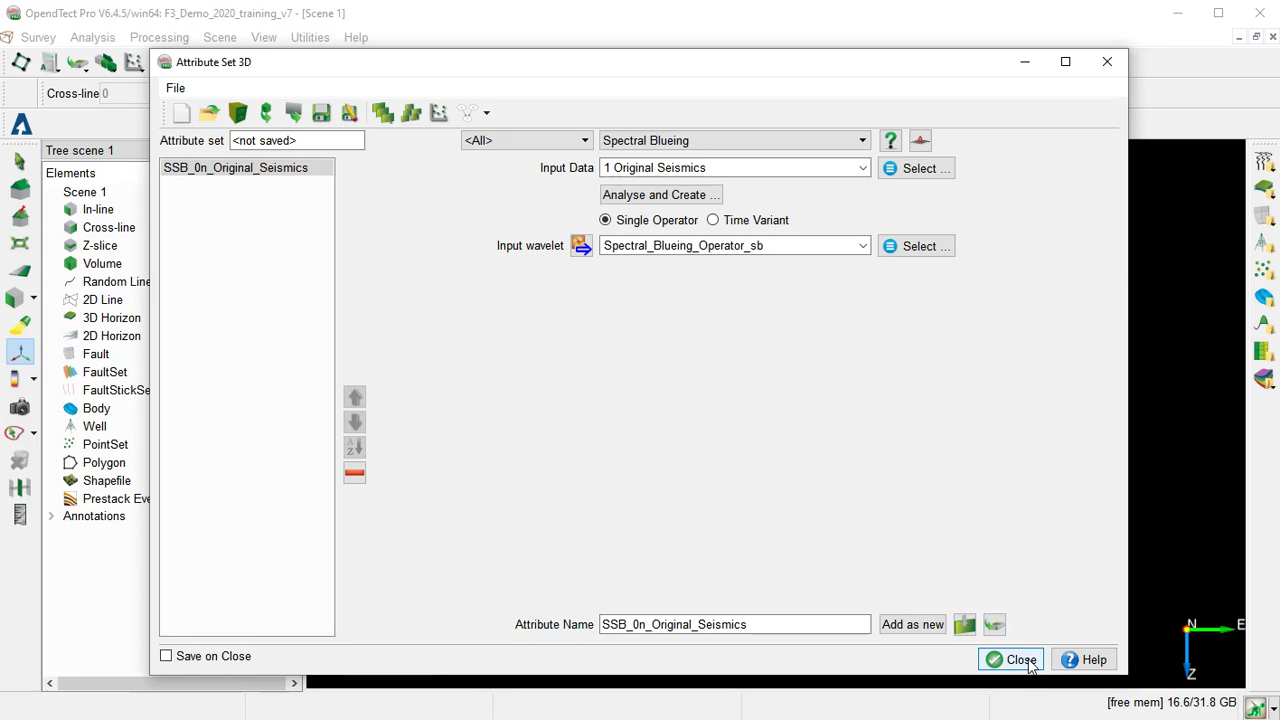 OpendTect Pro V6.4.5/win64: F3_Demo_2020_training_v7 - [Scene 1]
Survey Analysis Processing Scene View Utilities Help
Attribute Set 3D
File
Cross-line 0
Attribute set <not saved> <All> Spectral Blueing
Tree scene 1
Elements
Scene 1
In-line
Cross-line
Z-slice
Volume
Random Line
2D Line
3D Horizon
2D Horizon
Fault
FaultSet
FaultStickSe
Body
Well
PointSet
Polygon
Shapefile
Prestack Eve
Annotations
SSB_0n_Original_Seismics
Input Data 1 Original Seismics Select ...
Analyse and Create ...
Single Operator Time Variant
Input wavelet Spectral_Blueing_Operator_sb Select ...
A
Z
Attribute Name SSB_0n_Original_Seismics Add as new
Save on Close
Close Help
N
E
Z
[free mem] 16.6/31.8 GB